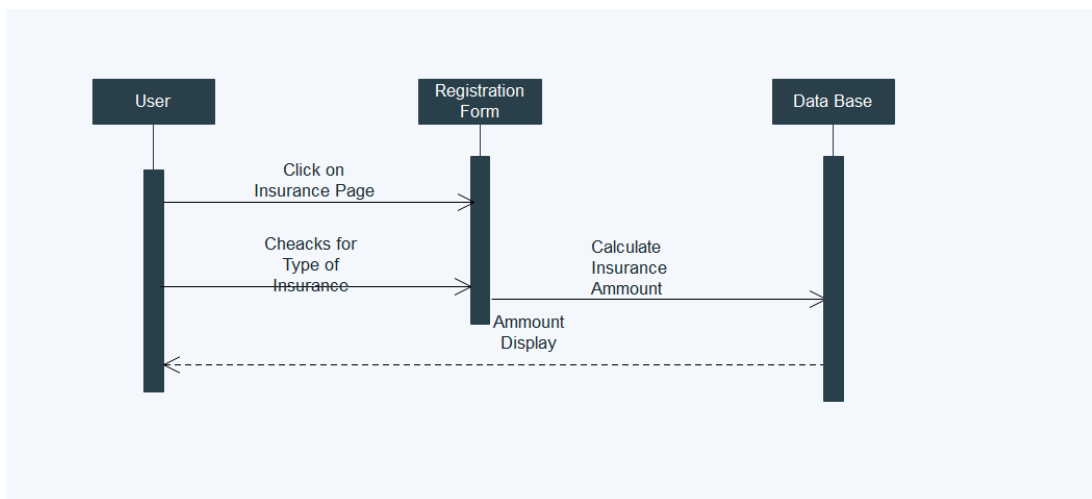 User
Registration
Form
Data Base
Click on
Insurance Page
Cheacks for
Type of
Insurance
Calculate
Insurance
Ammount
Ammount
Display